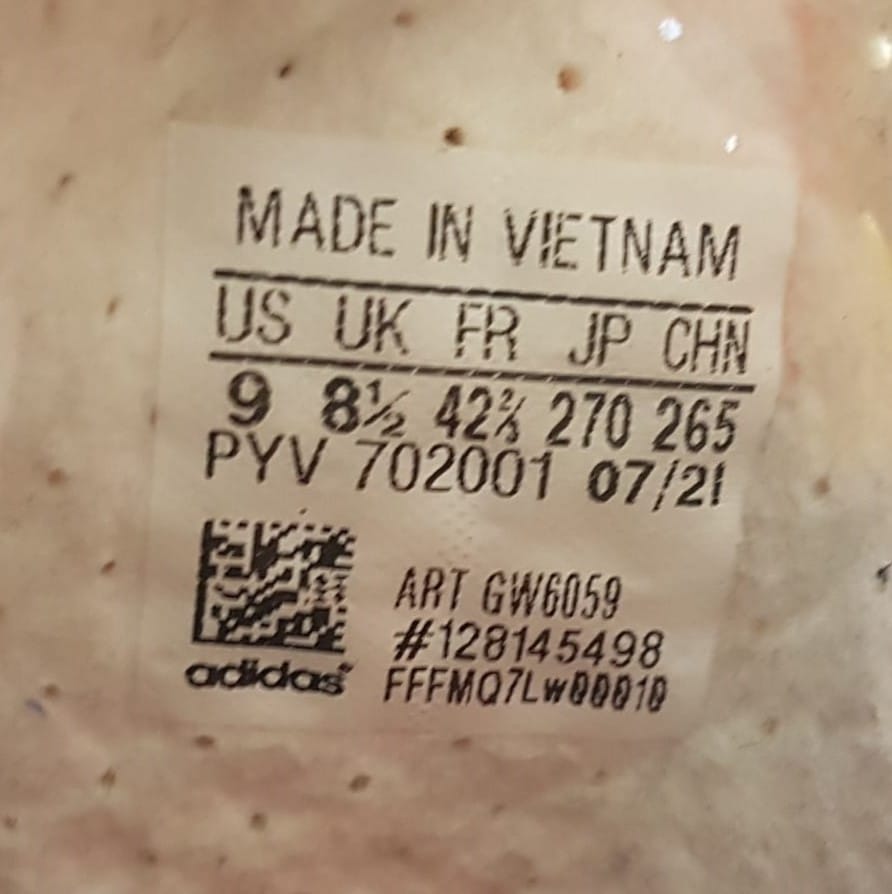 MADE IN VIETNAM
US UK FR JP CHN
9 8½ 42⅔ 270 265
PYV 702001 07/21
ART GW6059
#128145498
adidas
FFFMQ7Lw00010